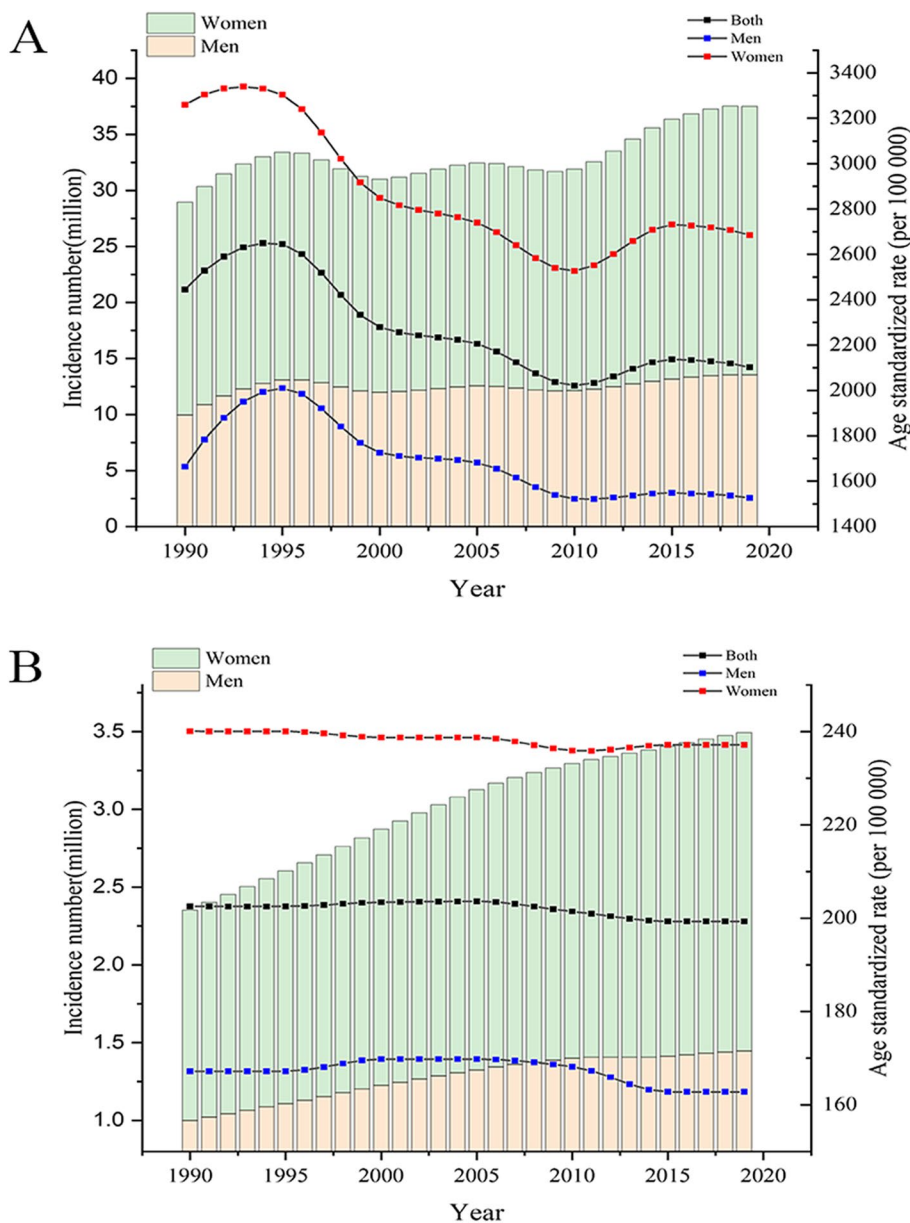 A
Women
Men
Both
Men
Women
Incidence number(million)
40
35
30
25
20
15
10
5
0
3400
3200
3000
2800
2600
2400
2200
2000
1800
1600
1400
Age standardized rate (per 100 000)
1990 1995 2000 2005 2010 2015 2020
Year
B
Women
Men
Both
Men
Women
Incidence number(million)
3.5
3.0
2.5
2.0
1.5
1.0
240
220
200
180
160
Age standardized rate (per 100 000)
1990 1995 2000 2005 2010 2015 2020
Year